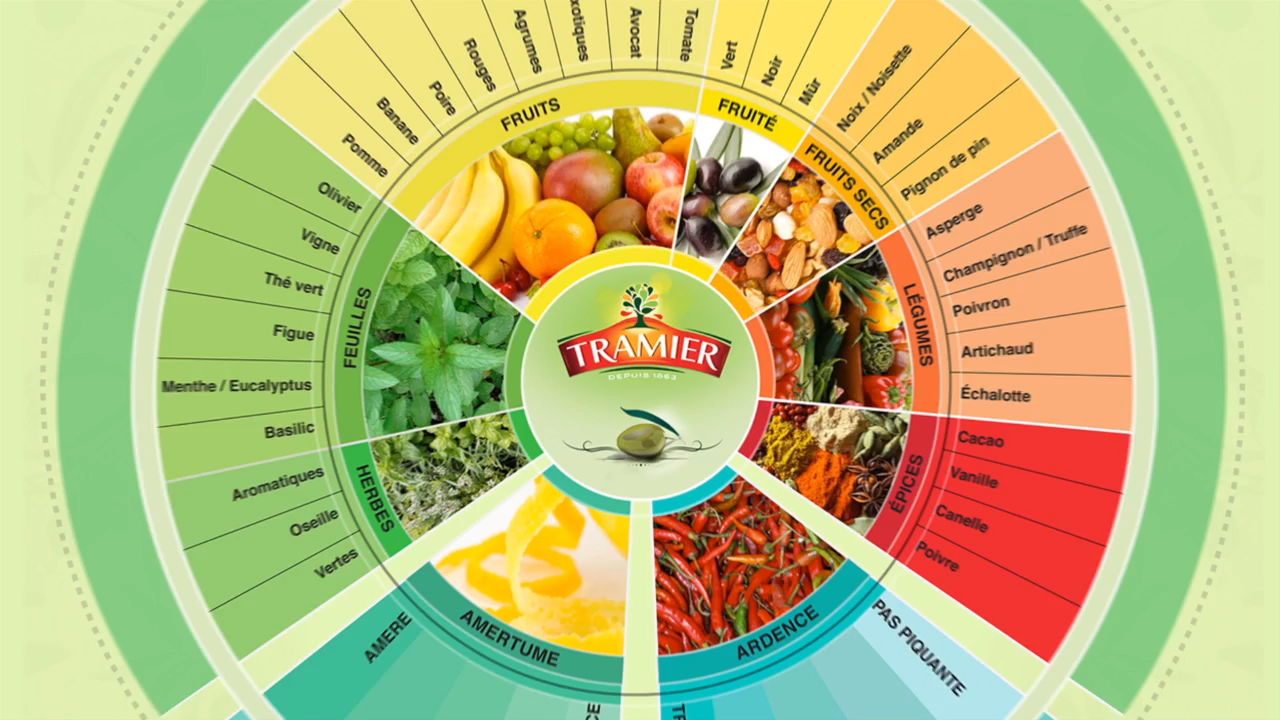 FRUITS
Pomme
Banane
Poire
Rouges
Agrumes
Avocat
Tomate
FRUITÉ
Vert
Noir
Mûr
FRUITS SECS
Noix / Noisette
Amande
Pignon de pin
LÉGUMES
Asperge
Champignon / Truffe
Poivron
Artichaud
Échalotte
ÉPICES
Cacao
Vanille
Canelle
Poivre
ARDENCE
PAS PIQUANTE
AMERTUME
AMERE
HERBES
Aromatiques
Oseille
Vertes
FEUILLES
Olivier
Vigne
Thé vert
Figue
Menthe / Eucalyptus
Basilic
TRAMIER
DEPUIS 1863